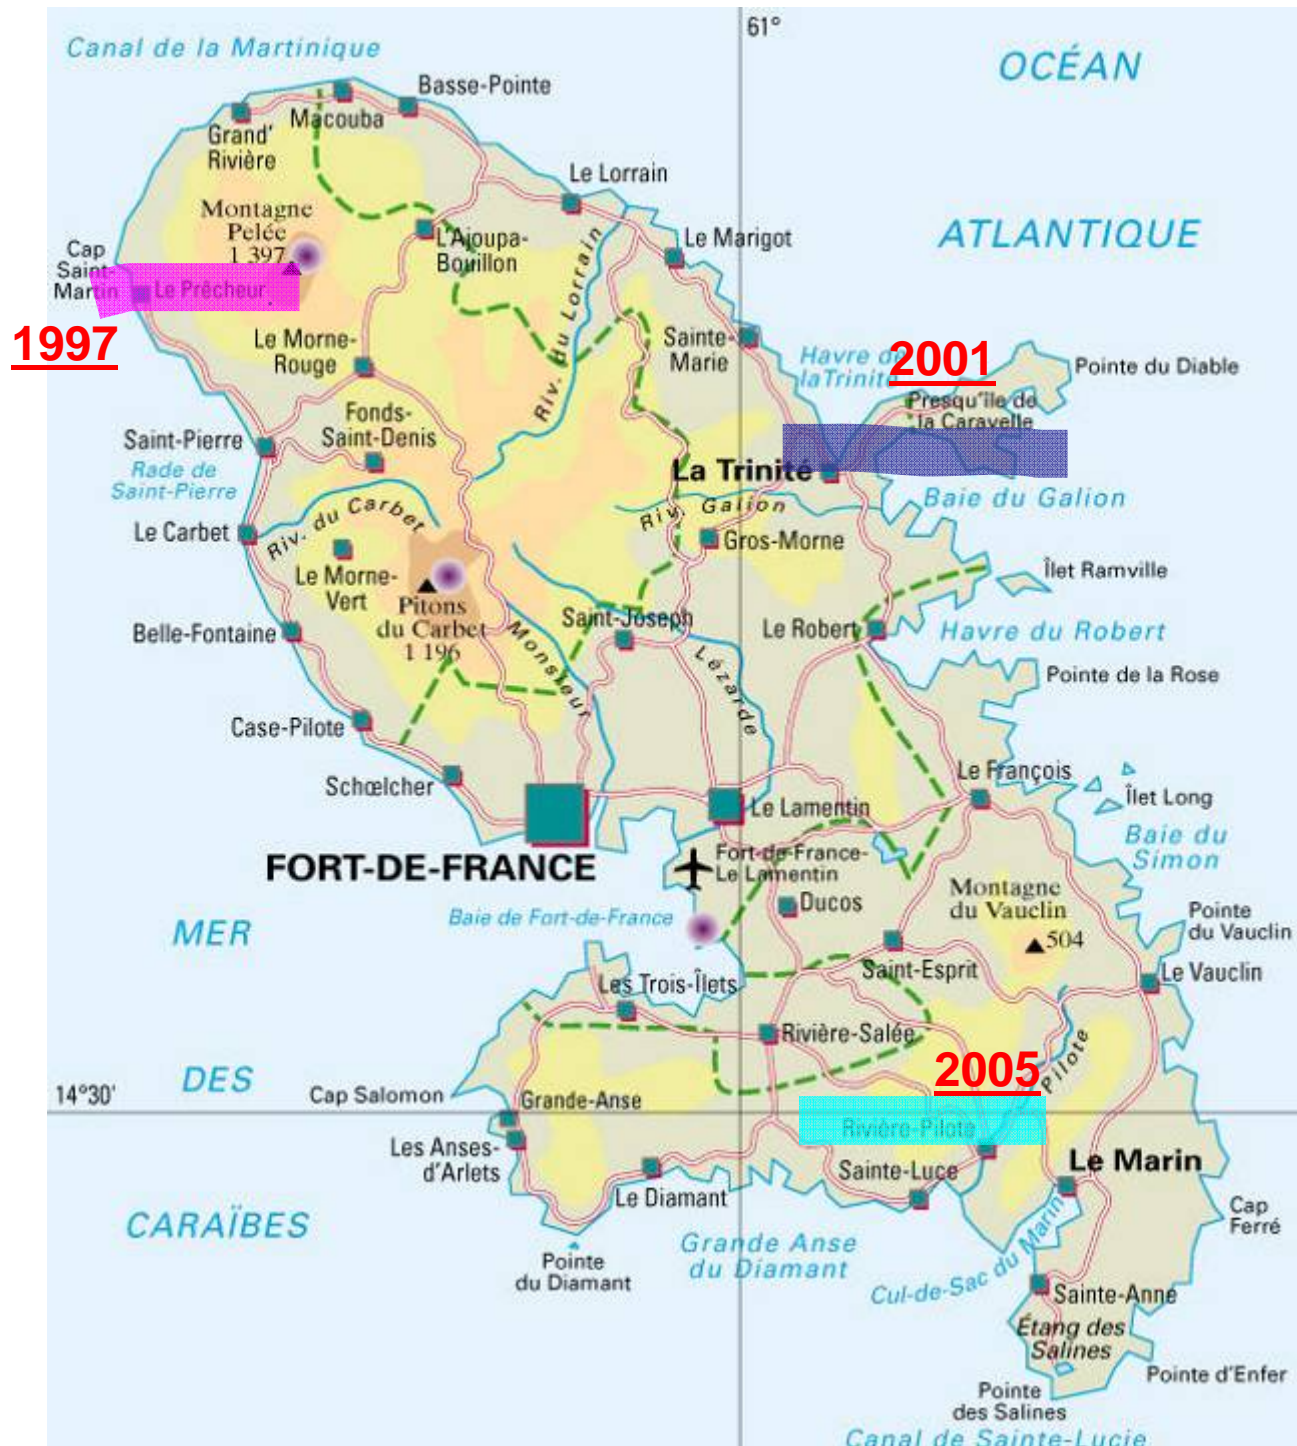 Canal de la Martinique
61°
OCÉAN
Basse-Pointe
Macouba
Grand'
Rivière
Le Lorrain
Montagne
Pelée
1 397
L'Ajoupa-
Bouillon
Riv. du Lorrain
Le Marigot
ATLANTIQUE
Cap
Saint-
Martin
Le Prêcheur
1997
Le Morne-
Rouge
Sainte-
Marie
Havre de
la Trinité
2001
Pointe du Diable
Presqu'île de
la Caravelle
Fonds-
Saint-Denis
Saint-Pierre
Rade de
Saint-Pierre
La Trinité
Baie du Galion
Riv. Galion
Le Carbet
Riv. du Carbet
Gros-Morne
Le Morne-
Vert
Pitons
du Carbet
1 196
Îlet Ramville
Belle-Fontaine
Monsieur
Saint-Joseph
Lézarde
Le Robert
Havre du Robert
Pointe de la Rose
Case-Pilote
Schœlcher
Le François
Îlet Long
Le Lamentin
Baie du
Simon
FORT-DE-FRANCE
Fort-de-France-
Le Lamentin
Montagne
du Vauclin
504
Ducos
Baie de Fort-de-France
Pointe
du Vauclin
MER
Saint-Esprit
Le Vauclin
Les Trois-Îlets
Rivière-Salée
DES
2005
Pilote
14°30'
Cap Salomon
Grande-Anse
Rivière-Pilote
Les Anses-
d'Arlets
Sainte-Luce
Le Marin
Le Diamant
CARAÏBES
Cap
Ferré
Grande Anse
du Diamant
Pointe
du Diamant
Cul-de-Sac du Marin
Sainte-Anne
Étang des
Salines
Pointe d'Enfer
Pointe
des Salines
Canal de Sainte-Lucie